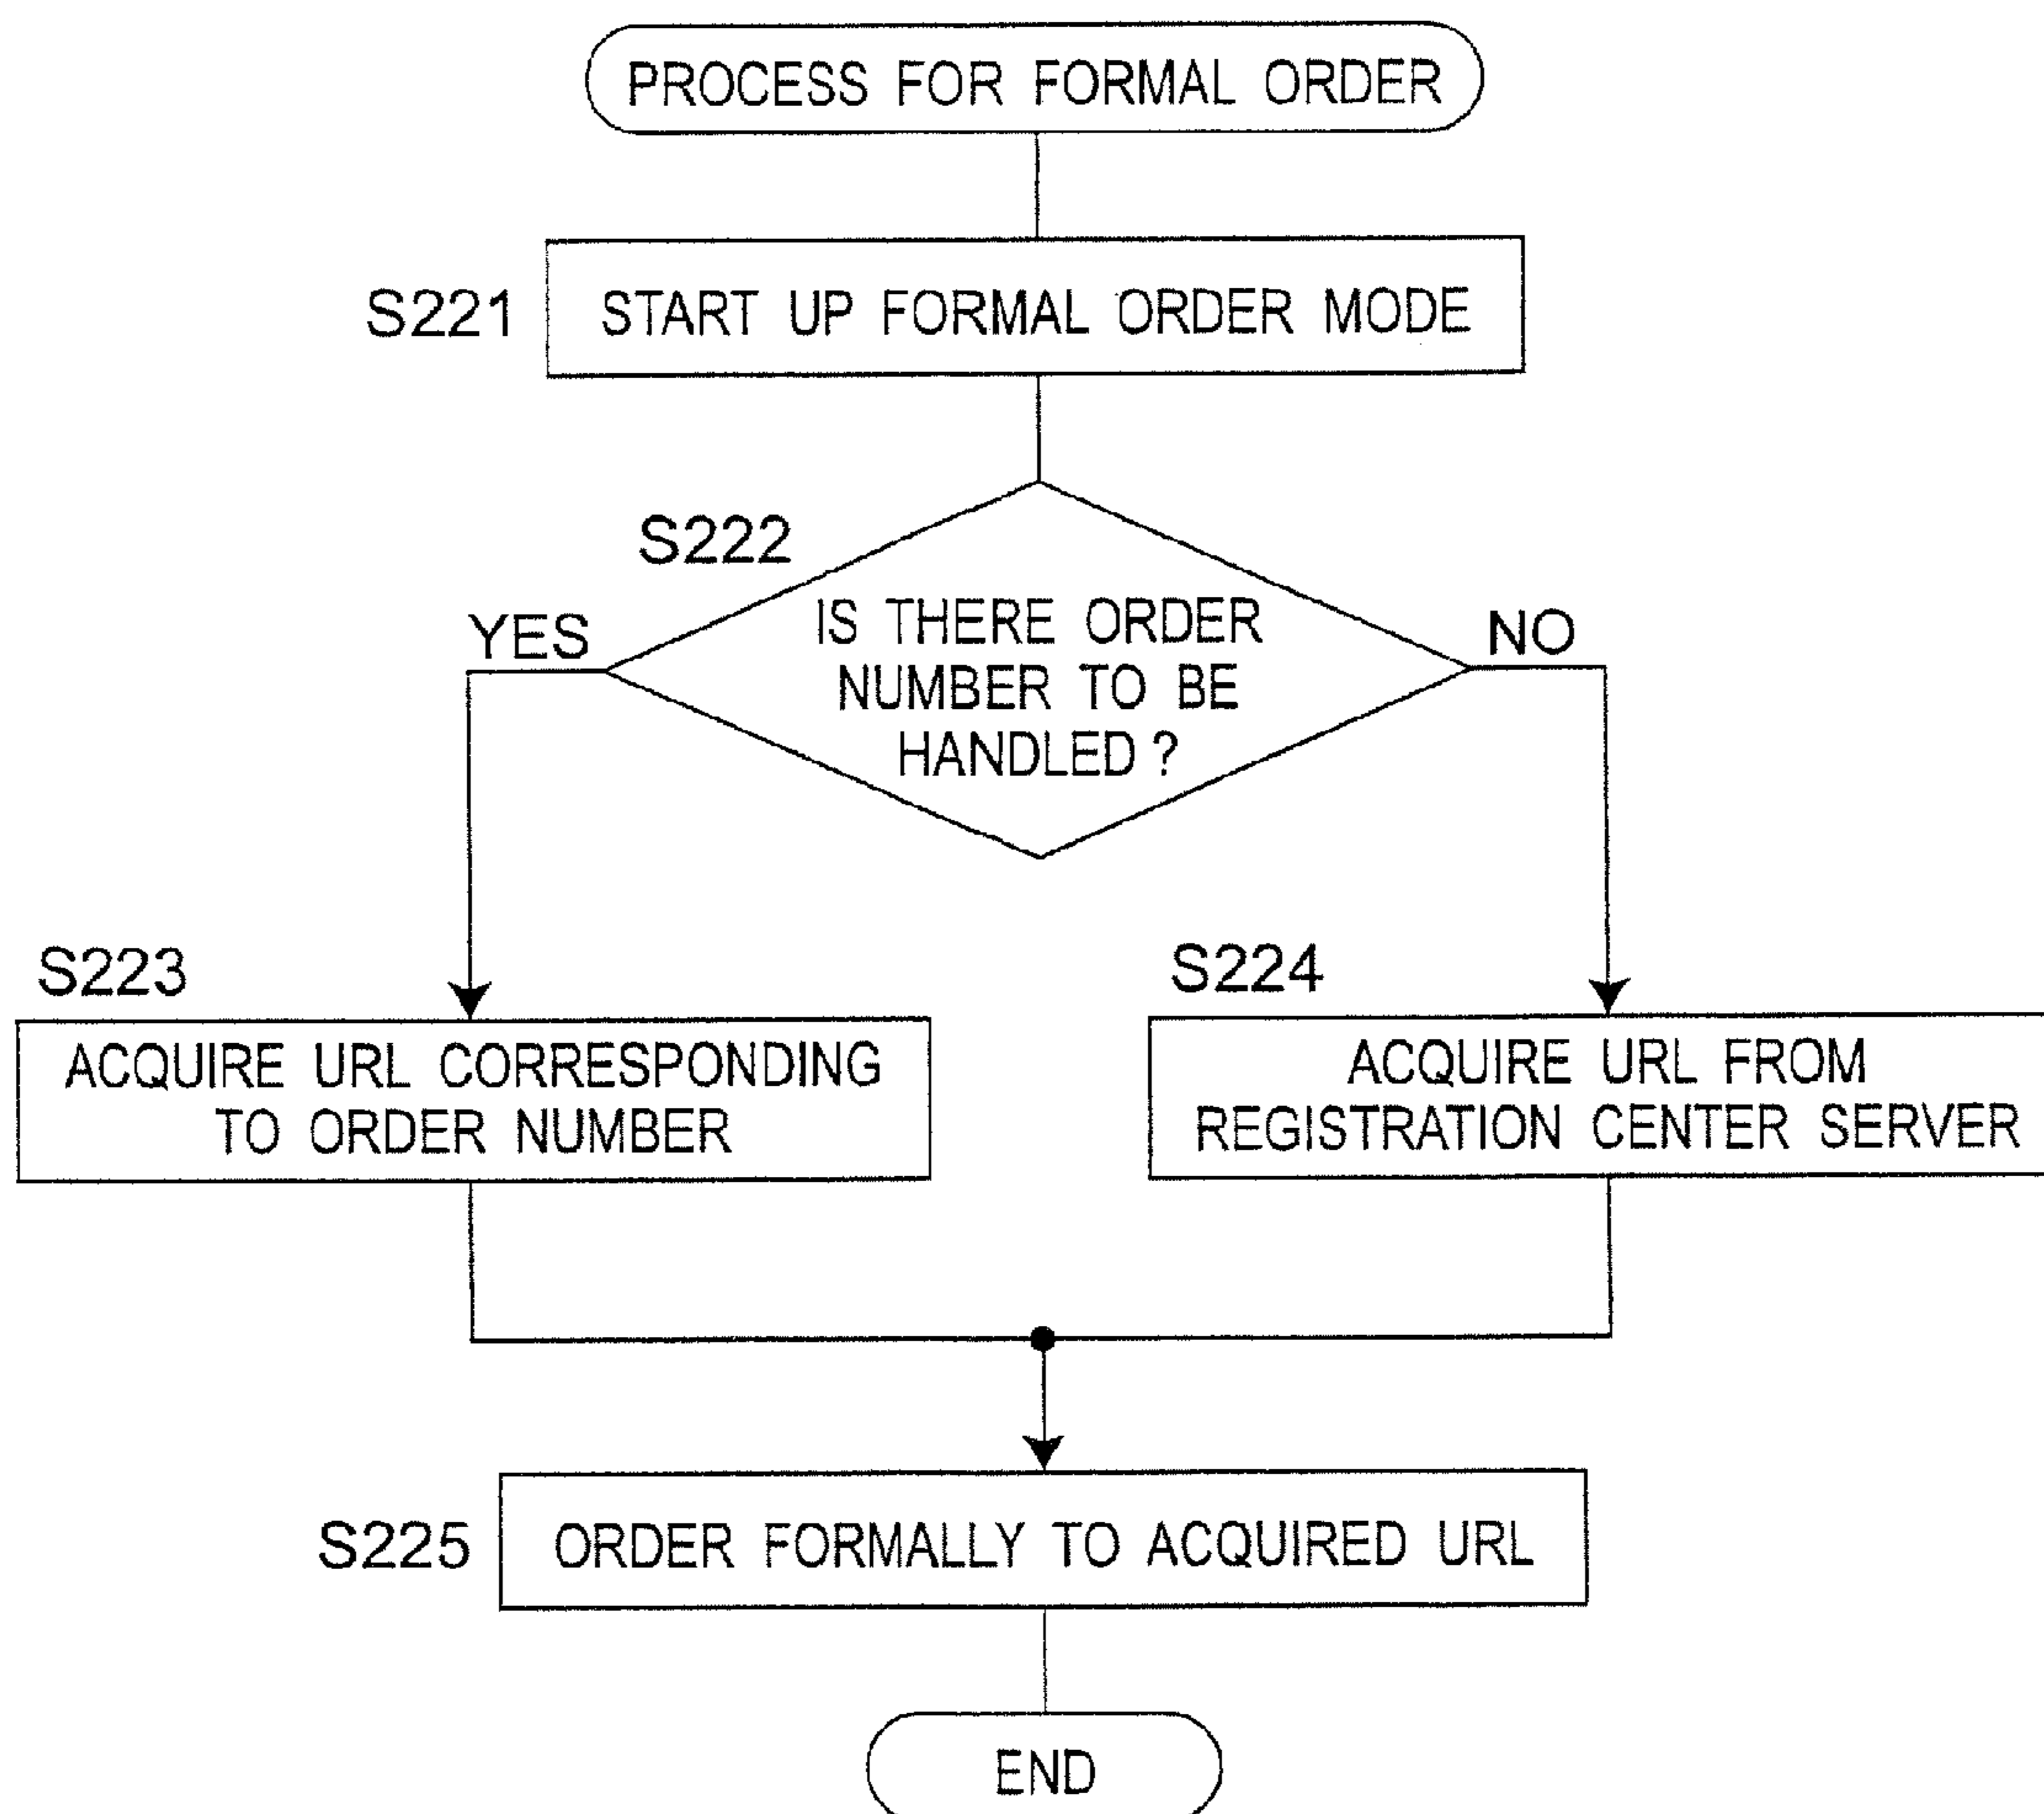 PROCESS FOR FORMAL ORDER
S221
START UP FORMAL ORDER MODE
S222
IS THERE ORDER
NUMBER TO BE
HANDLED ?
YES
NO
S223
ACQUIRE URL CORRESPONDING
TO ORDER NUMBER
S224
ACQUIRE URL FROM
REGISTRATION CENTER SERVER
S225
ORDER FORMALLY TO ACQUIRED URL
END